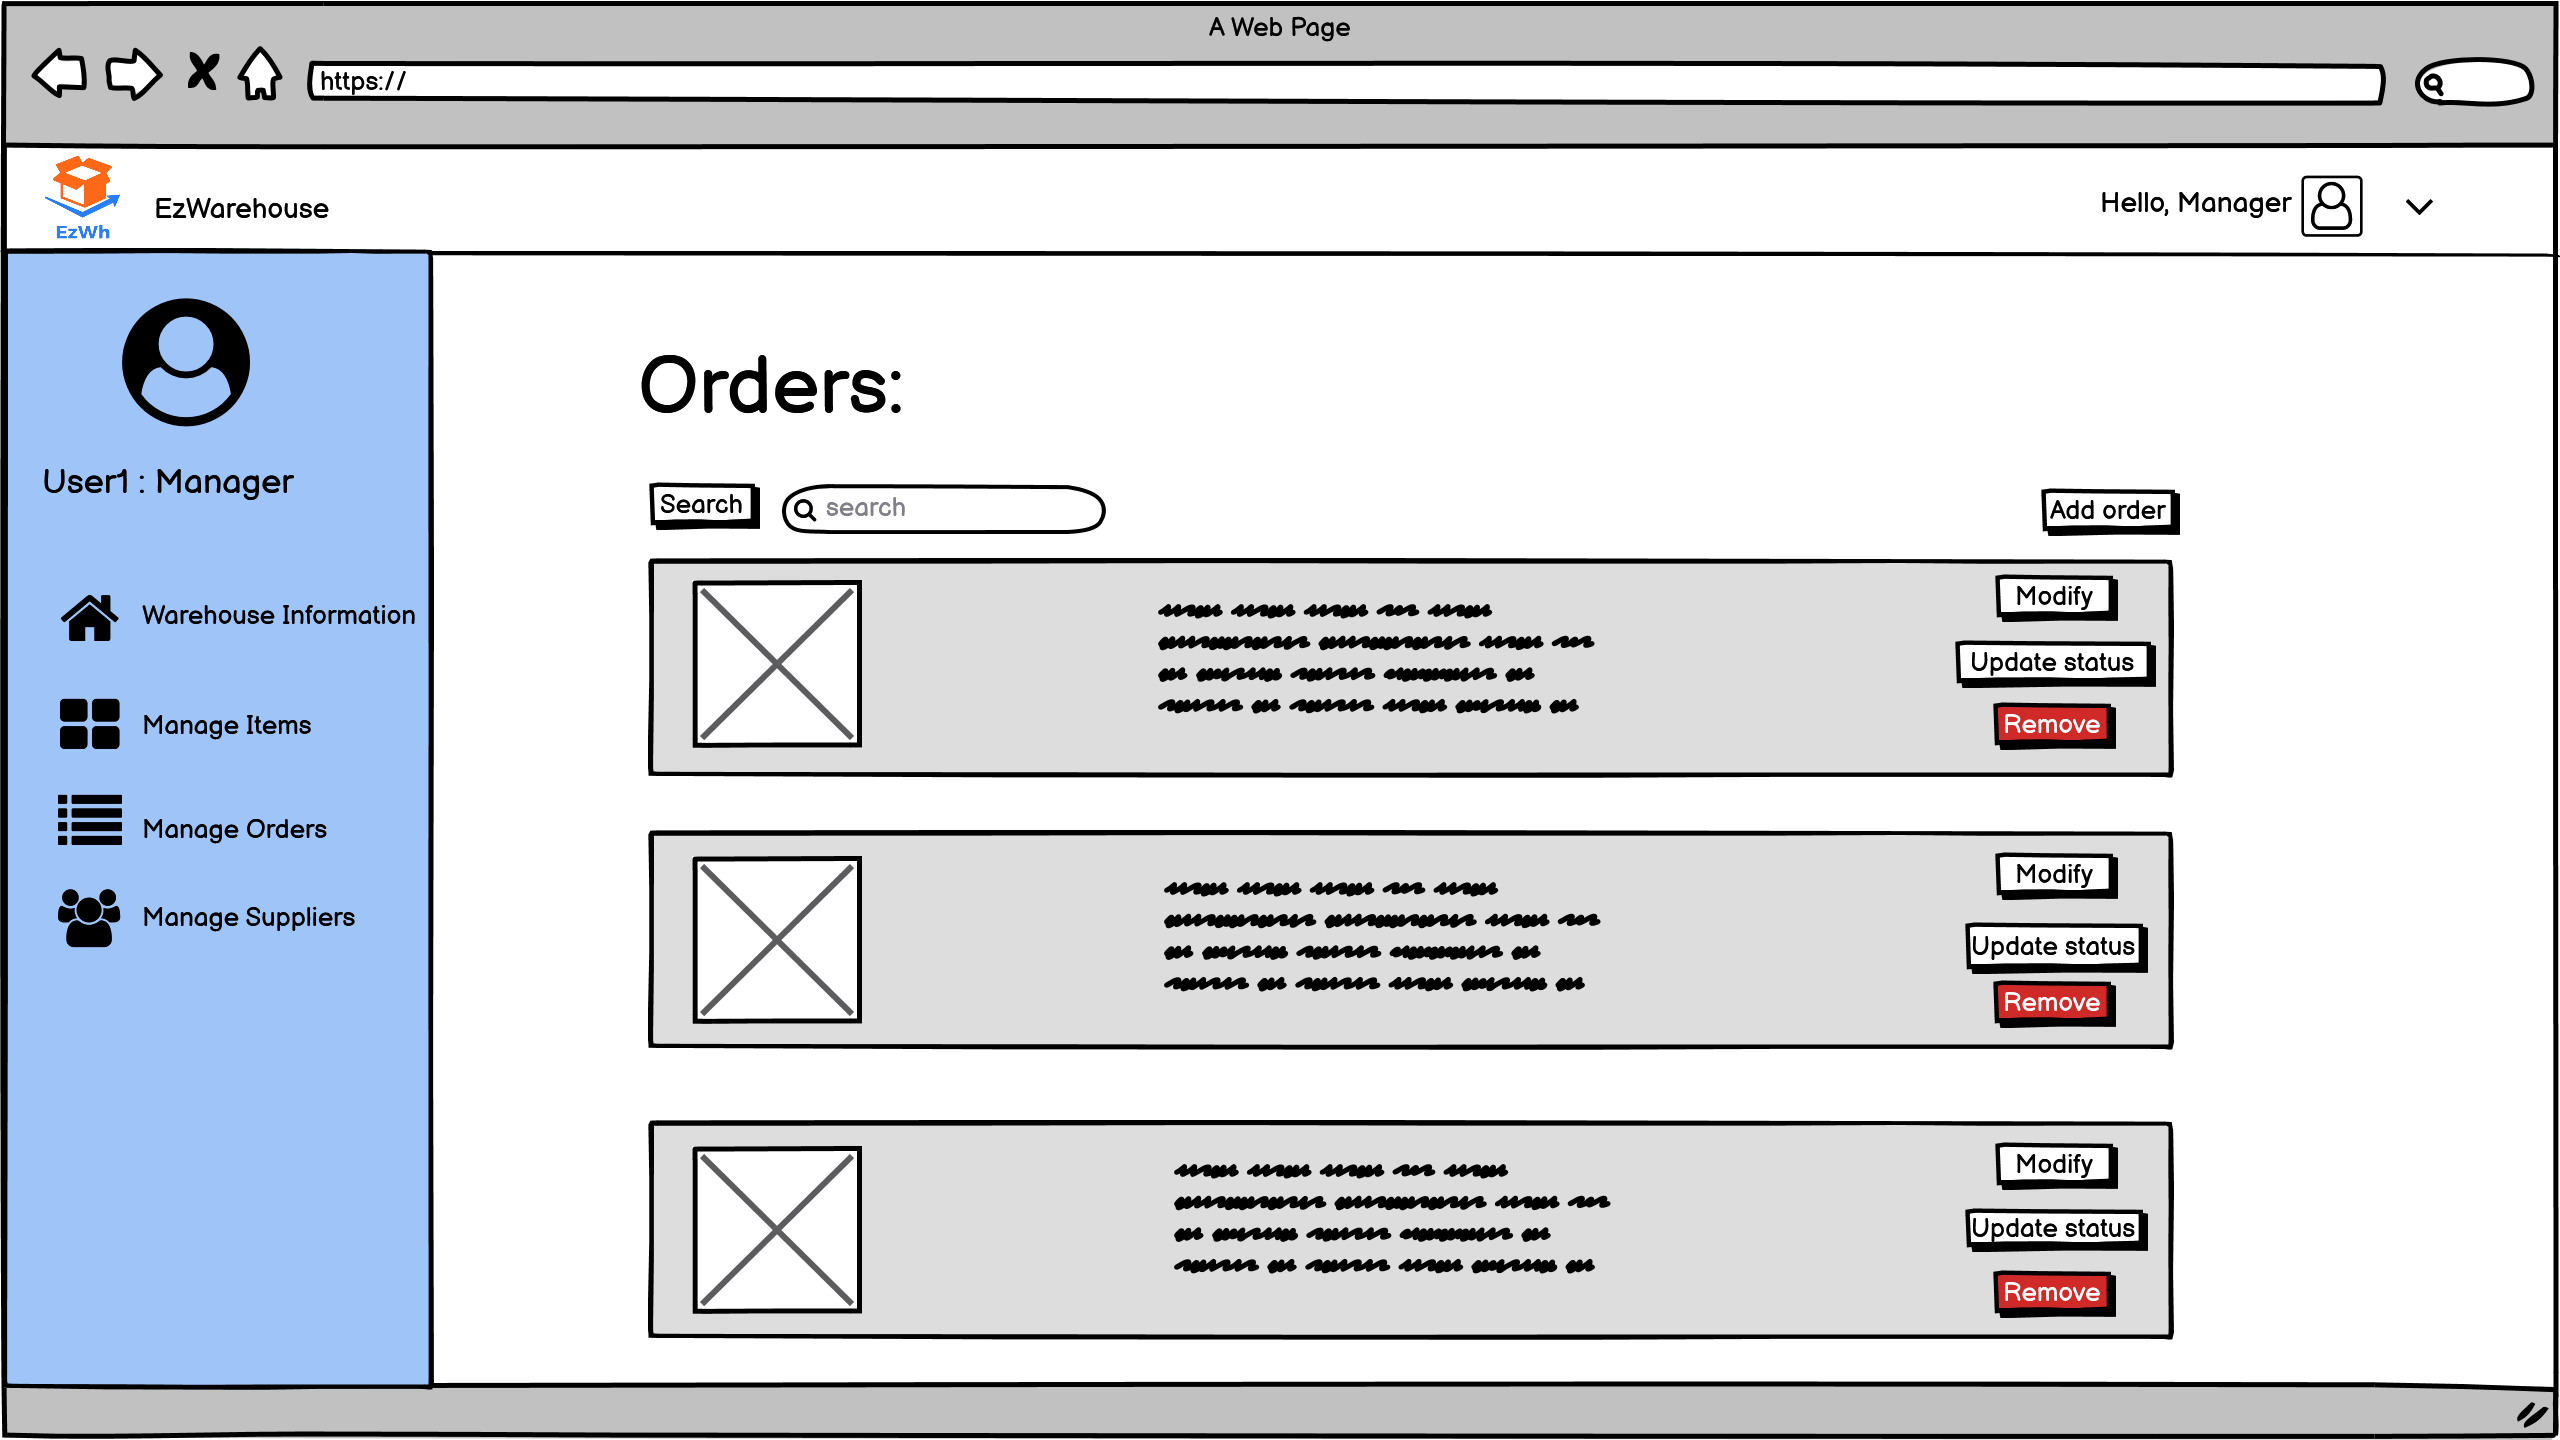 A Web Page
https://
EzWh
EzWarehouse
Hello, Manager
User1 : Manager
Warehouse Information
Manage Items
Manage Orders
Manage Suppliers
Orders:
Search
search
Add order
Modify
Update status
Remove
Modify
Update status
Remove
Modify
Update status
Remove